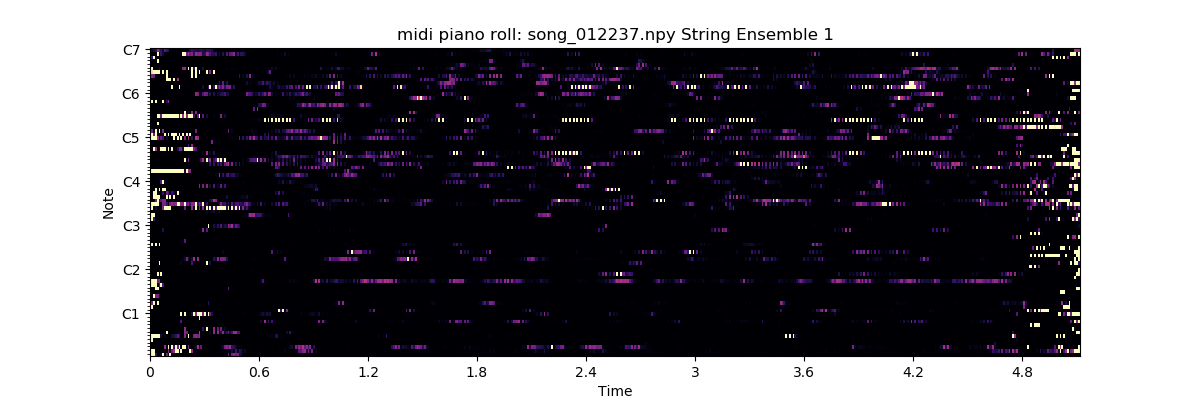 midi piano roll: song_012237.npy String Ensemble 1
C7
C6
C5
C4
C3
C2
C1
Note
0 0.6 1.2 1.8 2.4 3 3.6 4.2 4.8
Time